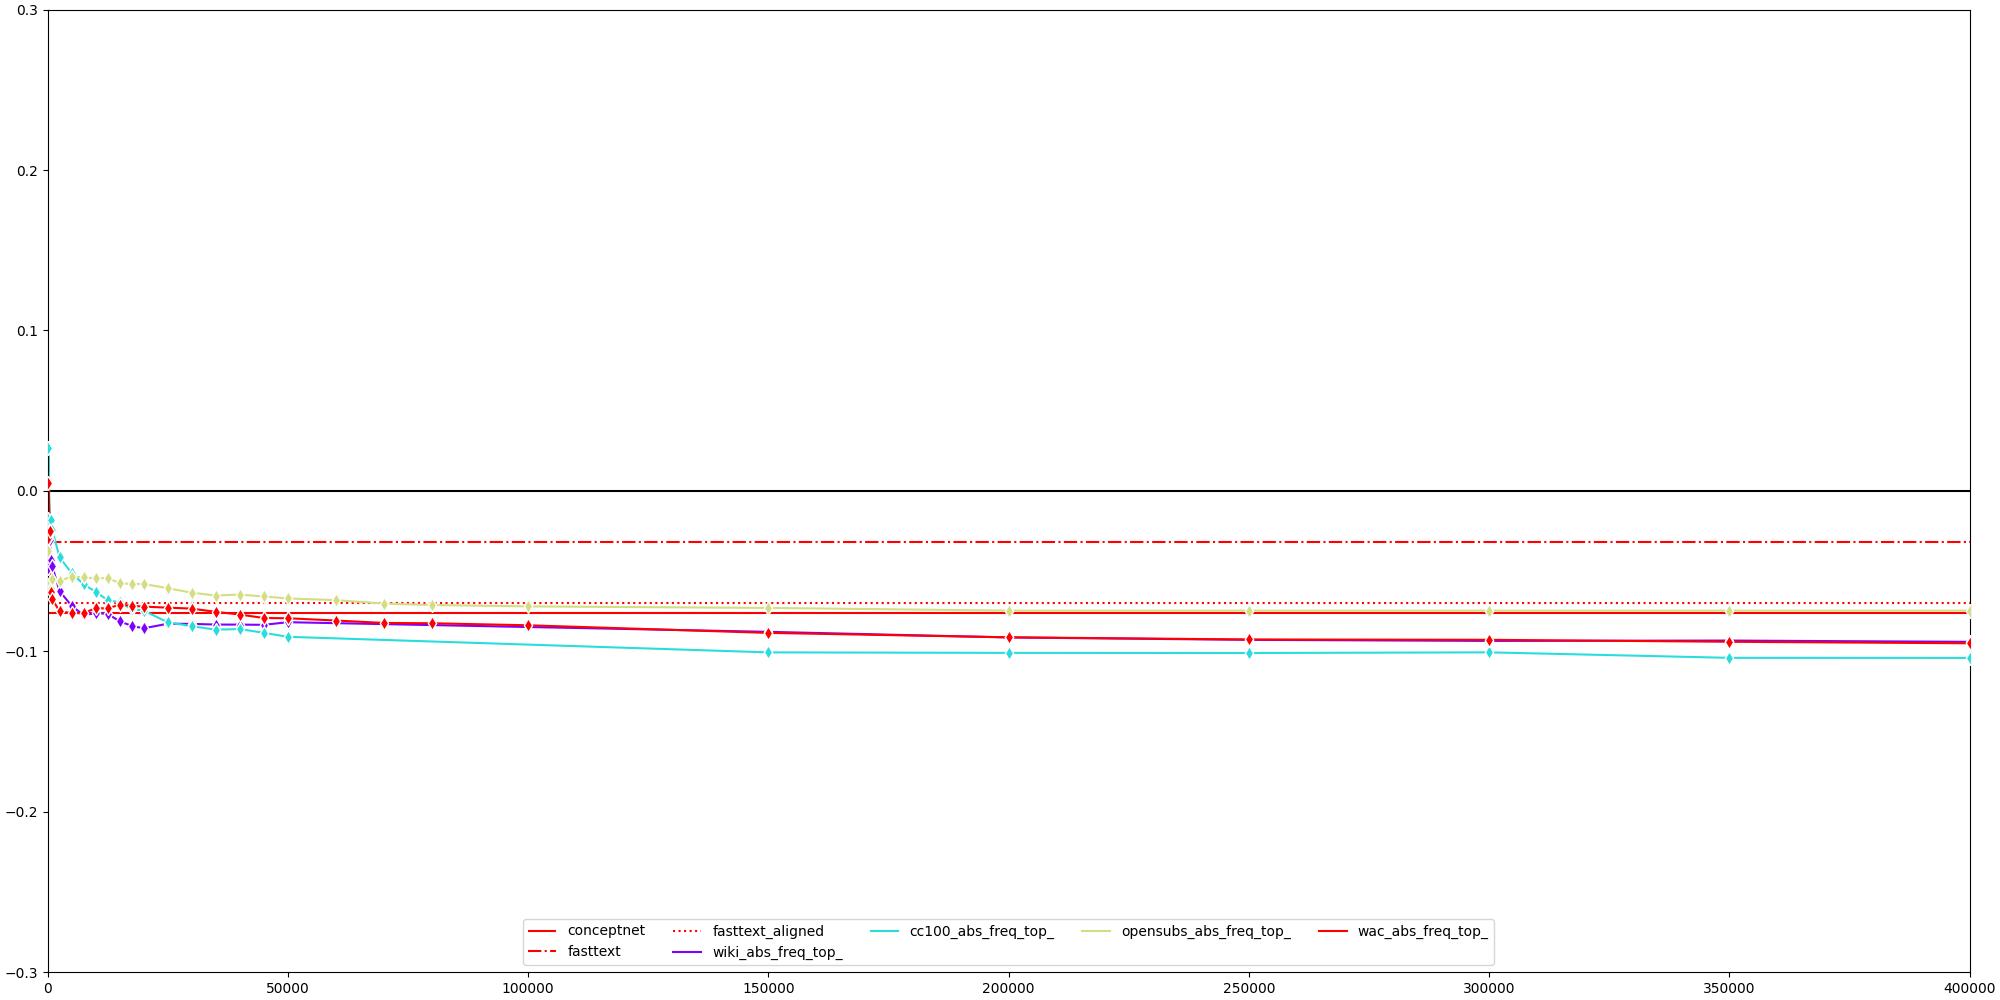 0.3
0.2
0.1
0.0
−0.1
−0.2
−0.3
0 50000 100000 150000 200000 250000 300000 350000 400000
conceptnet fasttext_aligned cc100_abs_freq_top_ opensubs_abs_freq_top_ wac_abs_freq_top_
fasttext wiki_abs_freq_top_